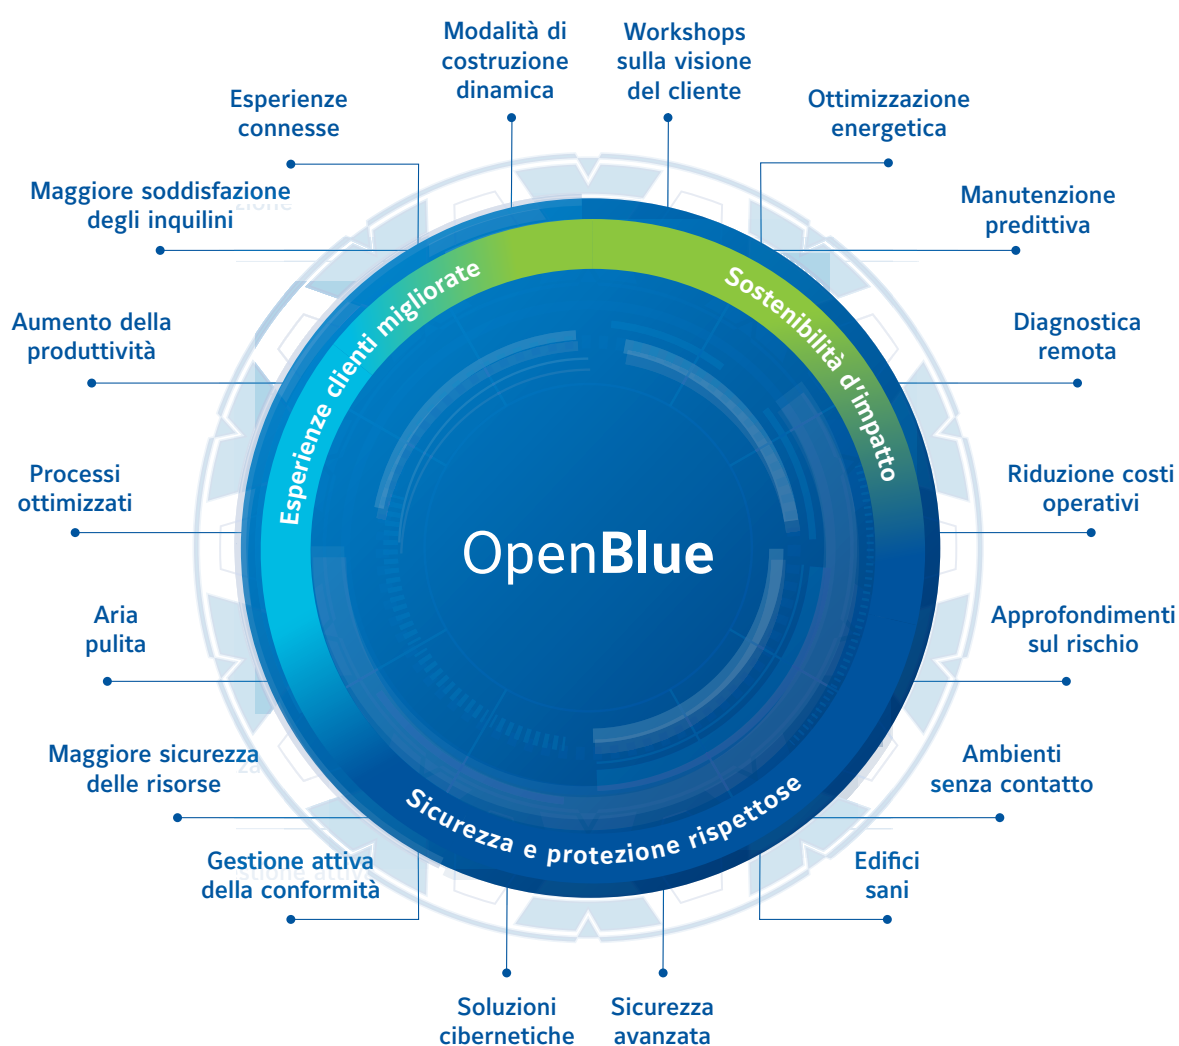 Modalità di
costruzione
dinamica
Workshops
sulla visione
del cliente
Ottimizzazione
energetica
Manutenzione
predittiva
Diagnostica
remota
Riduzione costi
operativi
Approfondimenti
sul rischio
Ambienti
senza contatto
Edifici
sani
Sicurezza
avanzata
Soluzioni
cibernetiche
Gestione attiva
della conformità
Maggiore sicurezza
delle risorse
Aria
pulita
Processi
ottimizzati
Aumento della
produttività
Maggiore soddisfazione
degli inquilini
Esperienze
connesse
Esperienze clienti migliorate
Sostenibilità d'impatto
Sicurezza e protezione rispettose
OpenBlue